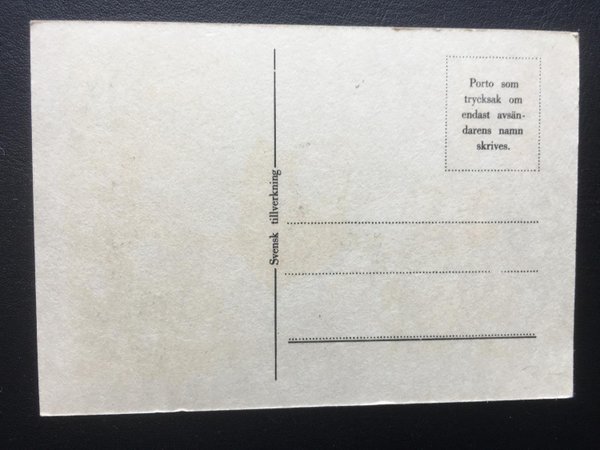 Porto som
trycksak om
endast avsän-
darens namn
skrives.
Svensk tillverkning